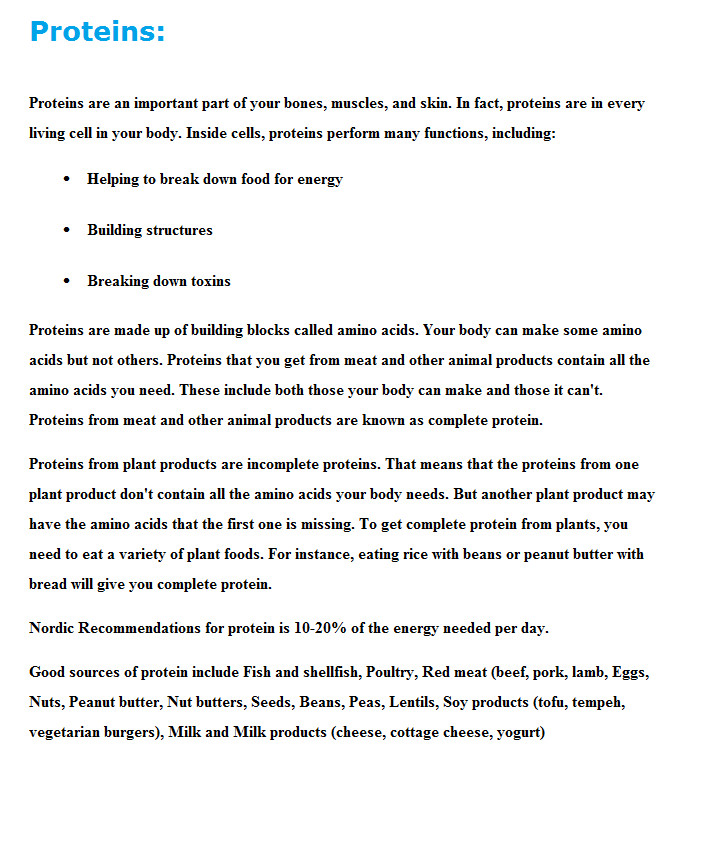 Proteins:
Proteins are an important part of your bones, muscles, and skin. In fact, proteins are in every
living cell in your body. Inside cells, proteins perform many functions, including:
• Helping to break down food for energy
• Building structures
• Breaking down toxins
Proteins are made up of building blocks called amino acids. Your body can make some amino
acids but not others. Proteins that you get from meat and other animal products contain all the
amino acids you need. These include both those your body can make and those it can't.
Proteins from meat and other animal products are known as complete protein.
Proteins from plant products are incomplete proteins. That means that the proteins from one
plant product don't contain all the amino acids your body needs. But another plant product may
have the amino acids that the first one is missing. To get complete protein from plants, you
need to eat a variety of plant foods. For instance, eating rice with beans or peanut butter with
bread will give you complete protein.
Nordic Recommendations for protein is 10-20% of the energy needed per day.
Good sources of protein include Fish and shellfish, Poultry, Red meat (beef, pork, lamb, Eggs,
Nuts, Peanut butter, Nut butters, Seeds, Beans, Peas, Lentils, Soy products (tofu, tempeh,
vegetarian burgers), Milk and Milk products (cheese, cottage cheese, yogurt)